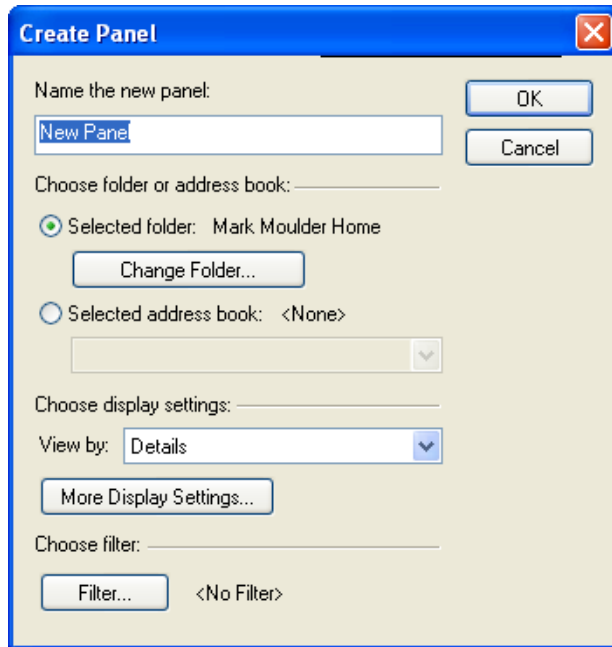 Create Panel
Name the new panel:
OK
New Panel
Cancel
Choose folder or address book:
Selected folder: Mark Moulder Home
Change Folder...
Selected address book: <None>
Choose display settings:
View by: Details
More Display Settings...
Choose filter:
Filter... <No Filter>